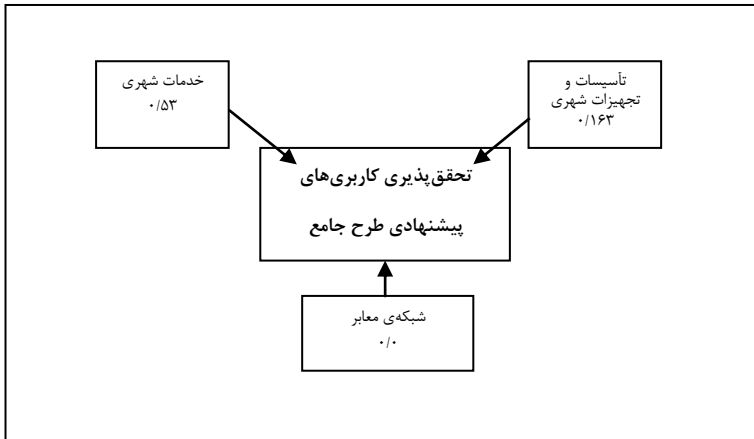 تأسیسات و
تجهیزات شهری
۰/۱۶۳
خدمات شهری
۰/۵۳
تحقق‌پذیری کاربری‌های
پیشنهادی طرح جامع
شبکه‌ی معابر
۰/۰